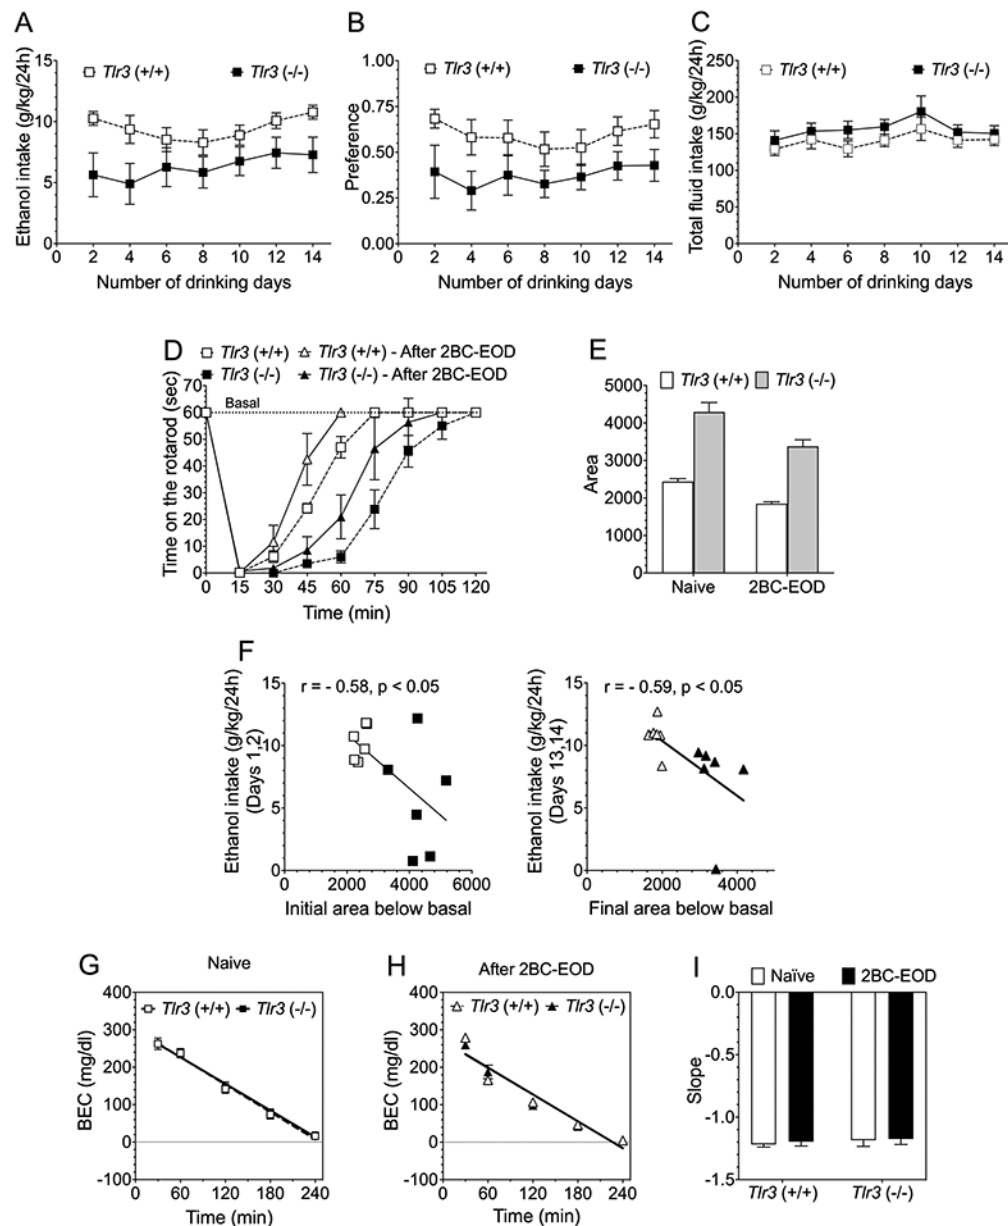 A
Tlr3 (+/+) Tlr3 (-/-)
Ethanol intake (g/kg/24h)
15
10
5
0
0 2 4 6 8 10 12 14
Number of drinking days
B
Tlr3 (+/+) Tlr3 (-/-)
Preference
1.00
0.75
0.50
0.25
0.00
0 2 4 6 8 10 12 14
Number of drinking days
C
Tlr3 (+/+) Tlr3 (-/-)
Total fluid intake (g/kg/24h)
250
200
150
100
50
0
0 2 4 6 8 10 12 14
Number of drinking days
D
Tlr3 (+/+) Tlr3 (+/+) - After 2BC-EOD
Tlr3 (-/-) Tlr3 (-/-) - After 2BC-EOD
Time on the rotarod (sec)
70
60
50
40
30
20
10
0
Basal
0 15 30 45 60 75 90 105 120
Time (min)
E
Tlr3 (+/+) Tlr3 (-/-)
Area
5000
4000
3000
2000
1000
0
Naive 2BC-EOD
F
r = - 0.58, p < 0.05
Ethanol intake (g/kg/24h)
(Days 1,2)
15
10
5
0
0 2000 4000 6000
Initial area below basal
r = - 0.59, p < 0.05
Ethanol intake (g/kg/24h)
(Days 13,14)
15
10
5
0
0 2000 4000
Final area below basal
G
Naive
Tlr3 (+/+) Tlr3 (-/-)
BEC (mg/dl)
400
300
200
100
0
-100
0 60 120 180 240
Time (min)
H
After 2BC-EOD
Tlr3 (+/+) Tlr3 (-/-)
BEC (mg/dl)
400
300
200
100
0
-100
0 60 120 180 240
Time (min)
I
Naïve 2BC-EOD
Slope
0.0
-0.5
-1.0
-1.5
Tlr3 (+/+) Tlr3 (-/-)